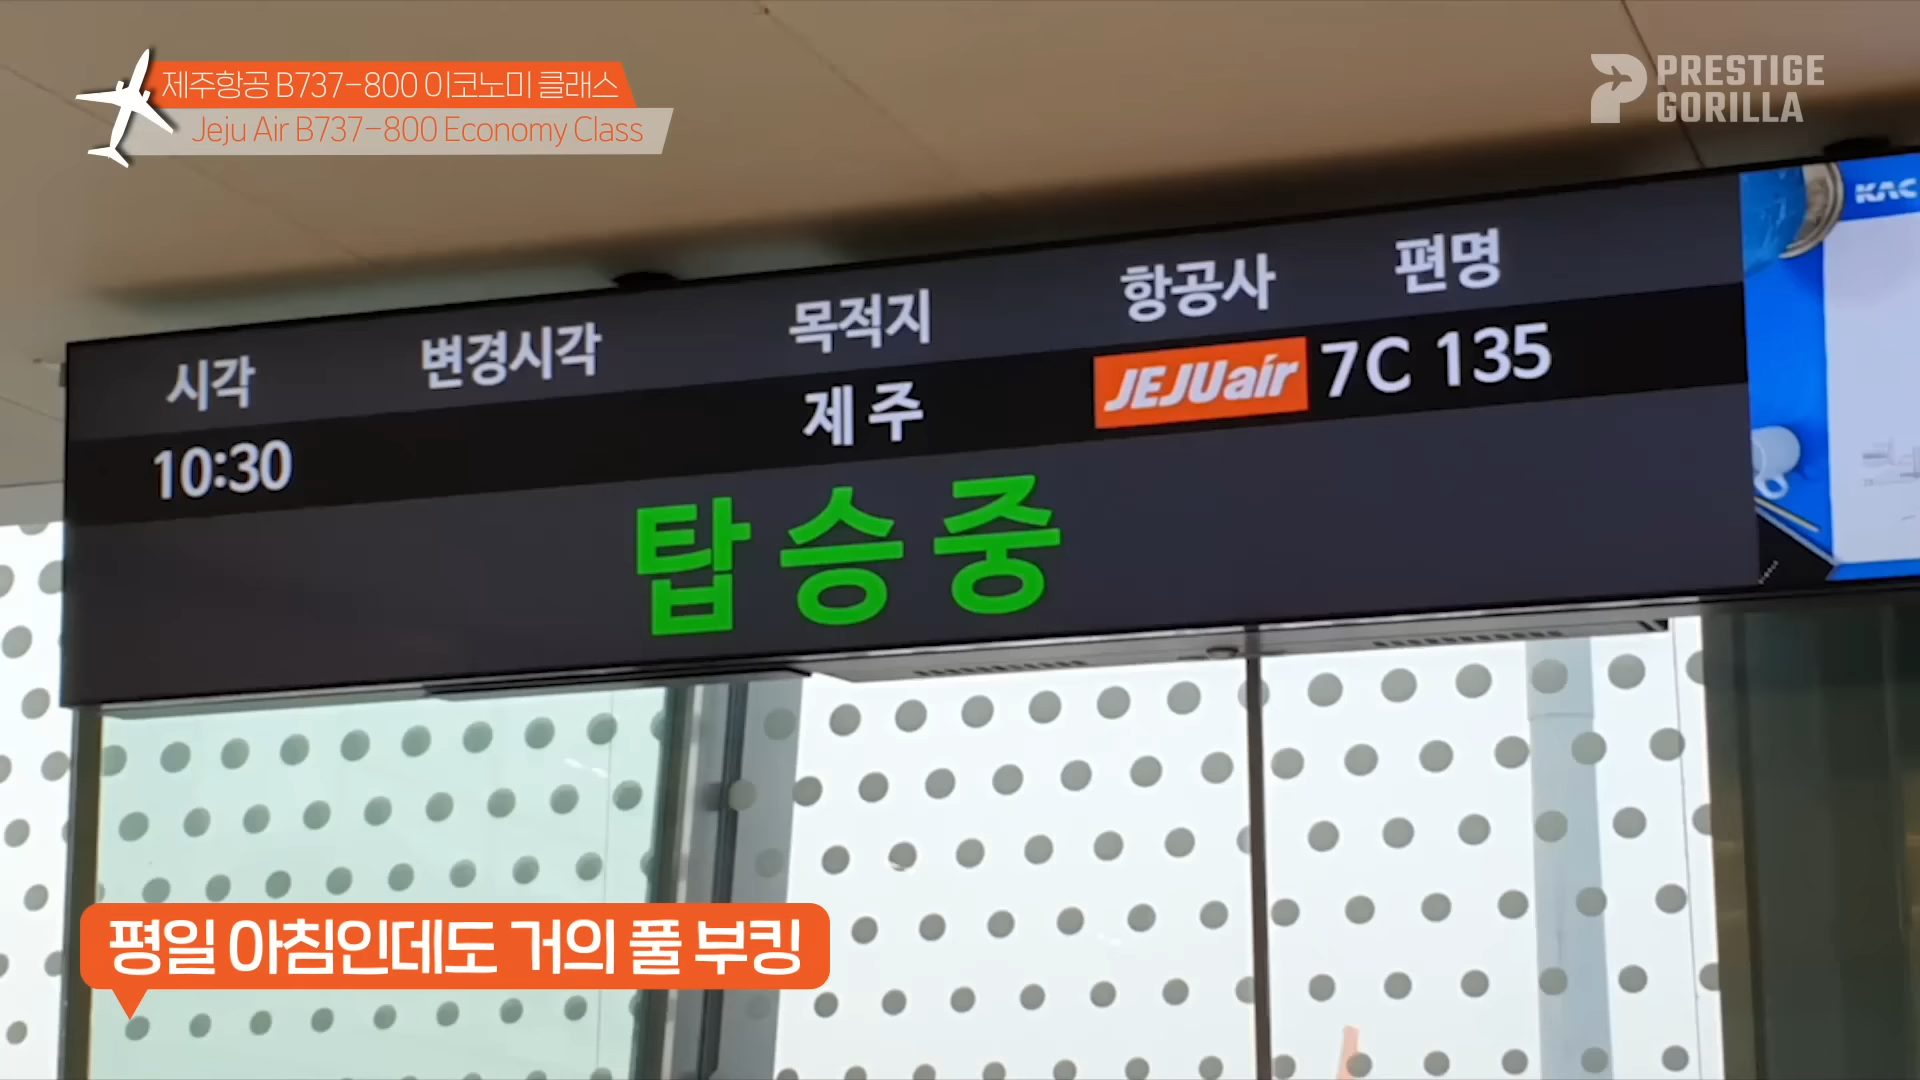 제주항공 B737-800 이코노미 클래스
Jeju Air B737-800 Economy Class
PRESTIGE
GORILLA
KAC
시각 변경시각 목적지 항공사 편명
10:30 제주 JEJUair 7C 135
탑승중
평일 아침인데도 거의 풀 부킹